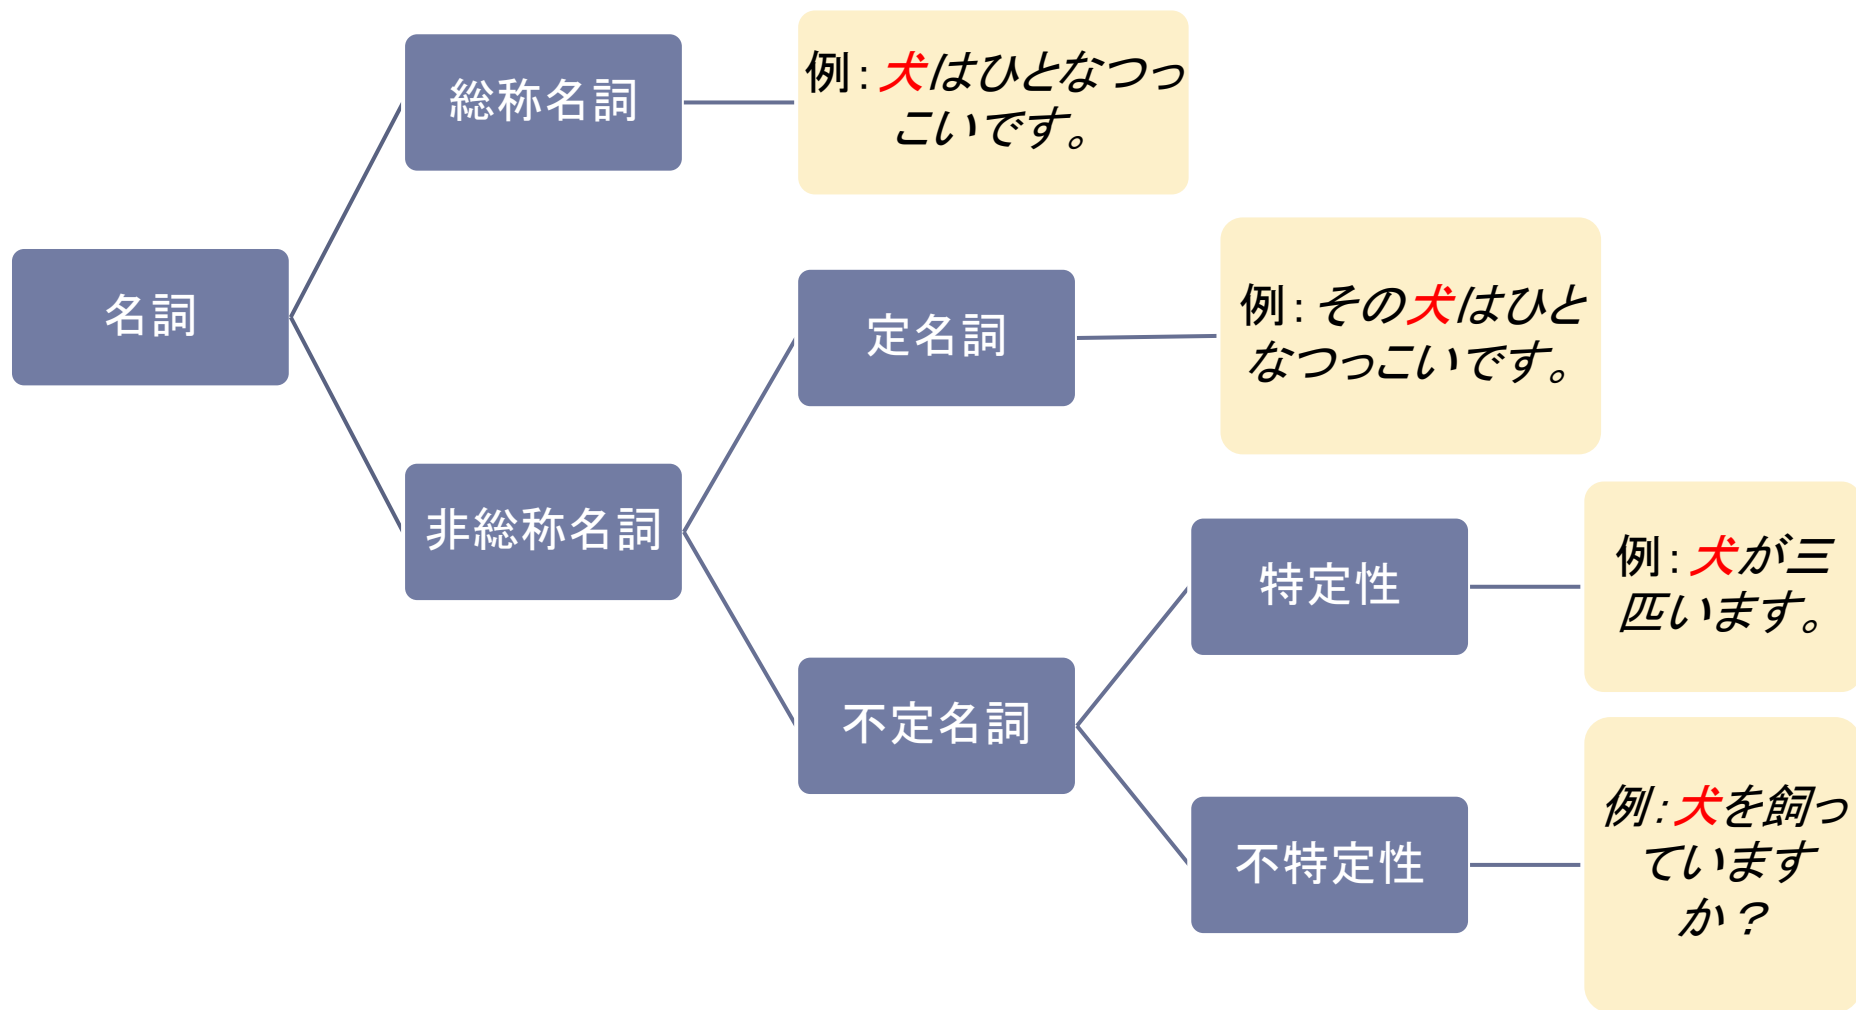 総称名詞
例:犬はひとなつっ
こいです。
名詞
定名詞
例:その犬はひと
なつっこいです。
非総称名詞
特定性
例:犬が三
匹います。
不定名詞
不特定性
例:犬を飼っ
ています
か？